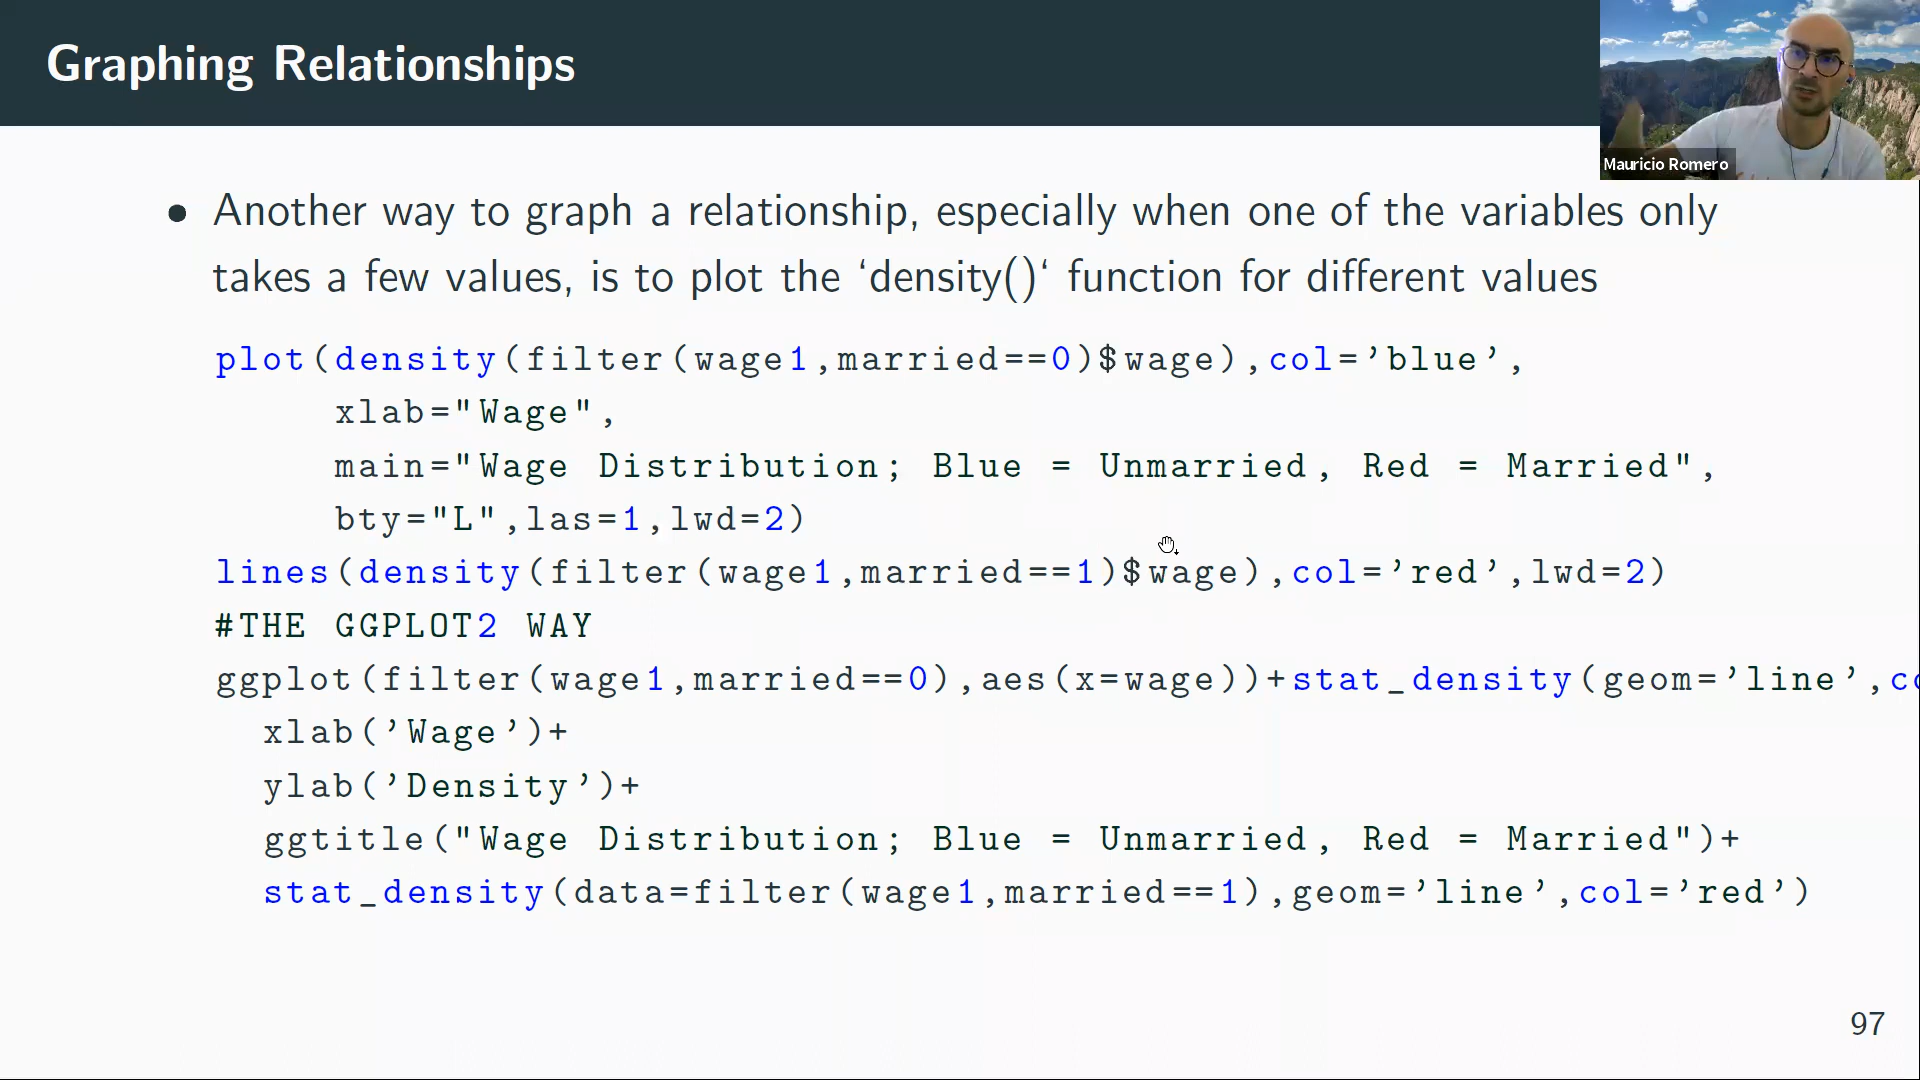 Graphing Relationships
Mauricio Romero
• Another way to graph a relationship, especially when one of the variables only
takes a few values, is to plot the ‘density()‘ function for different values
plot(density(filter(wage1,married==0)$wage),col=’blue’,
xlab="Wage",
main="Wage Distribution; Blue = Unmarried, Red = Married",
bty="L",las=1,lwd=2)
lines(density(filter(wage1,married==1)$wage),col=’red’,lwd=2)
#THE GGPLOT2 WAY
ggplot(filter(wage1,married==0),aes(x=wage))+stat_density(geom=’line’,co
xlab(’Wage’)+
ylab(’Density’)+
ggtitle("Wage Distribution; Blue = Unmarried, Red = Married")+
stat_density(data=filter(wage1,married==1),geom=’line’,col=’red’)
97